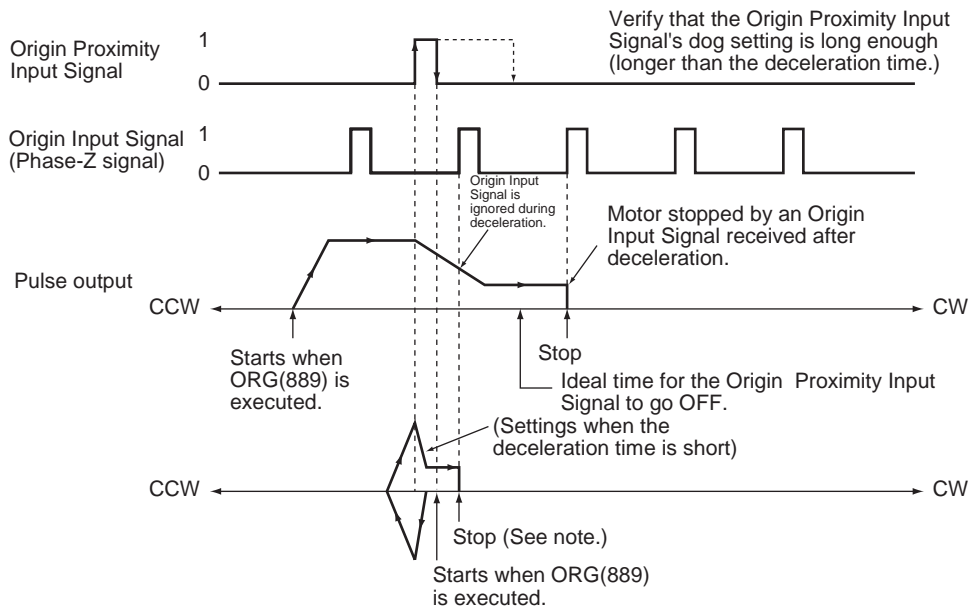 Verify that the Origin Proximity Input
Signal's dog setting is long enough
(longer than the deceleration time.)
Origin Proximity
Input Signal
1
0
Origin Input Signal
(Phase-Z signal)
1
0
Origin Input
Signal is
ignored during
deceleration.
Motor stopped by an Origin
Input Signal received after
deceleration.
Pulse output
CCW
CW
Starts when
ORG(889) is
executed.
Stop
Ideal time for the Origin Proximity Input
Signal to go OFF.
(Settings when the
deceleration time is short)
CCW
CW
Stop (See note.)
Starts when ORG(889)
is executed.